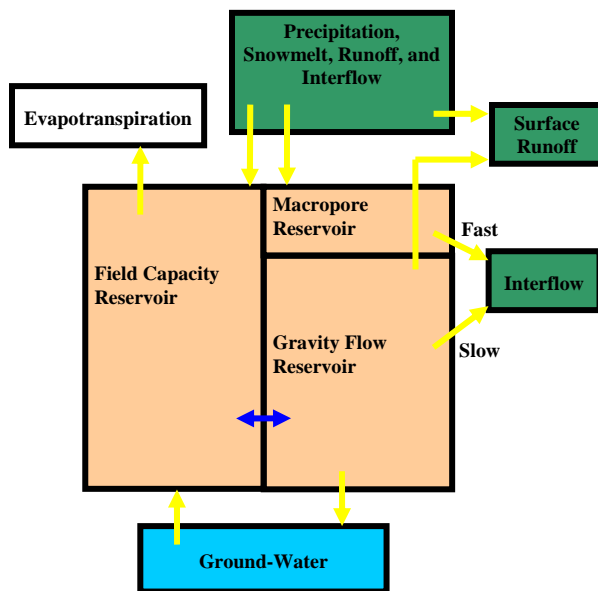 Precipitation,
Snowmelt, Runoff, and
Interflow
Evapotranspiration
Surface
Runoff
Macropore
Reservoir
Fast
Field Capacity
Reservoir
Interflow
Gravity Flow
Reservoir
Slow
Ground-Water